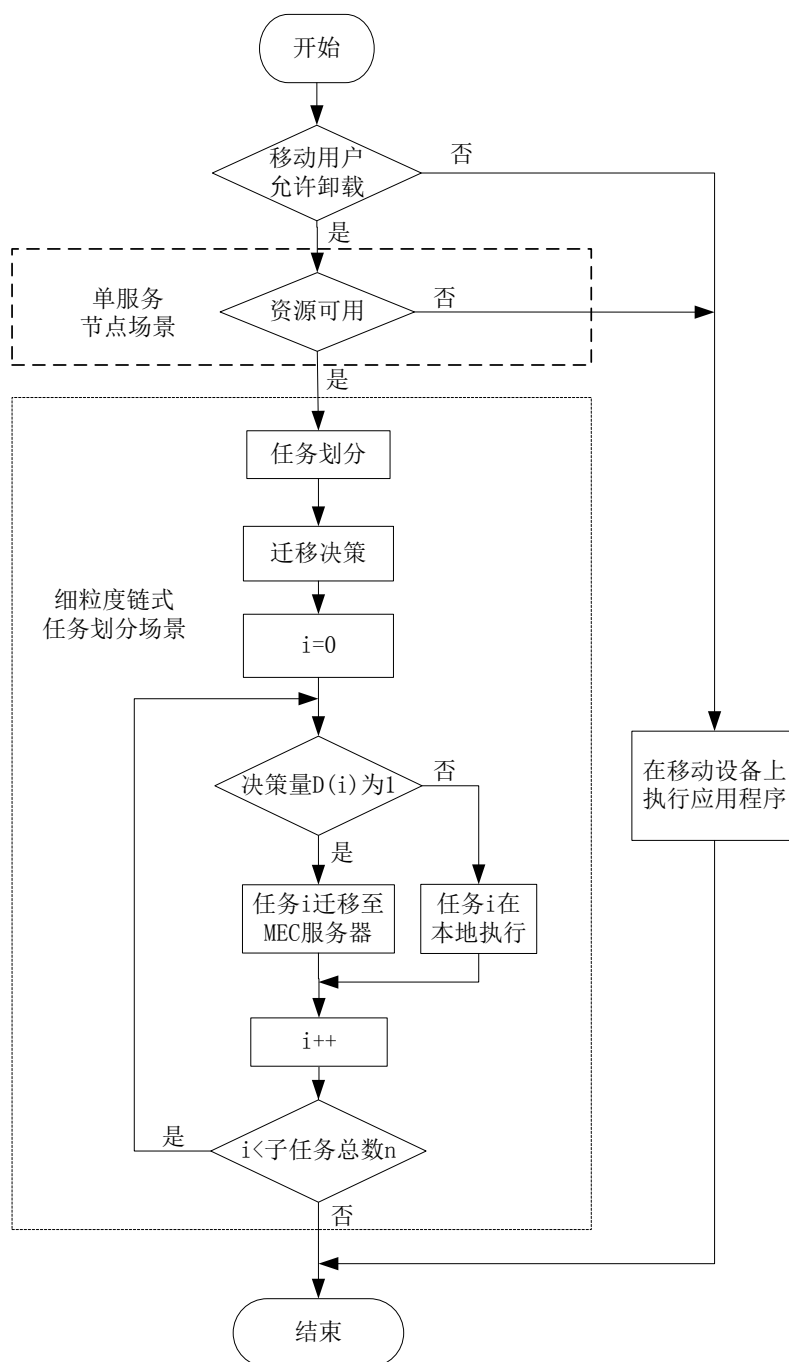 开始
移动用户
允许卸载
否
是
单服务
节点场景
资源可用
否
是
任务划分
迁移决策
细粒度链式
任务划分场景
i=0
决策量D(i)为1
否
是
在移动设备上
执行应用程序
任务i迁移至
MEC服务器
任务i在
本地执行
i++
是
i<子任务总数n
否
结束